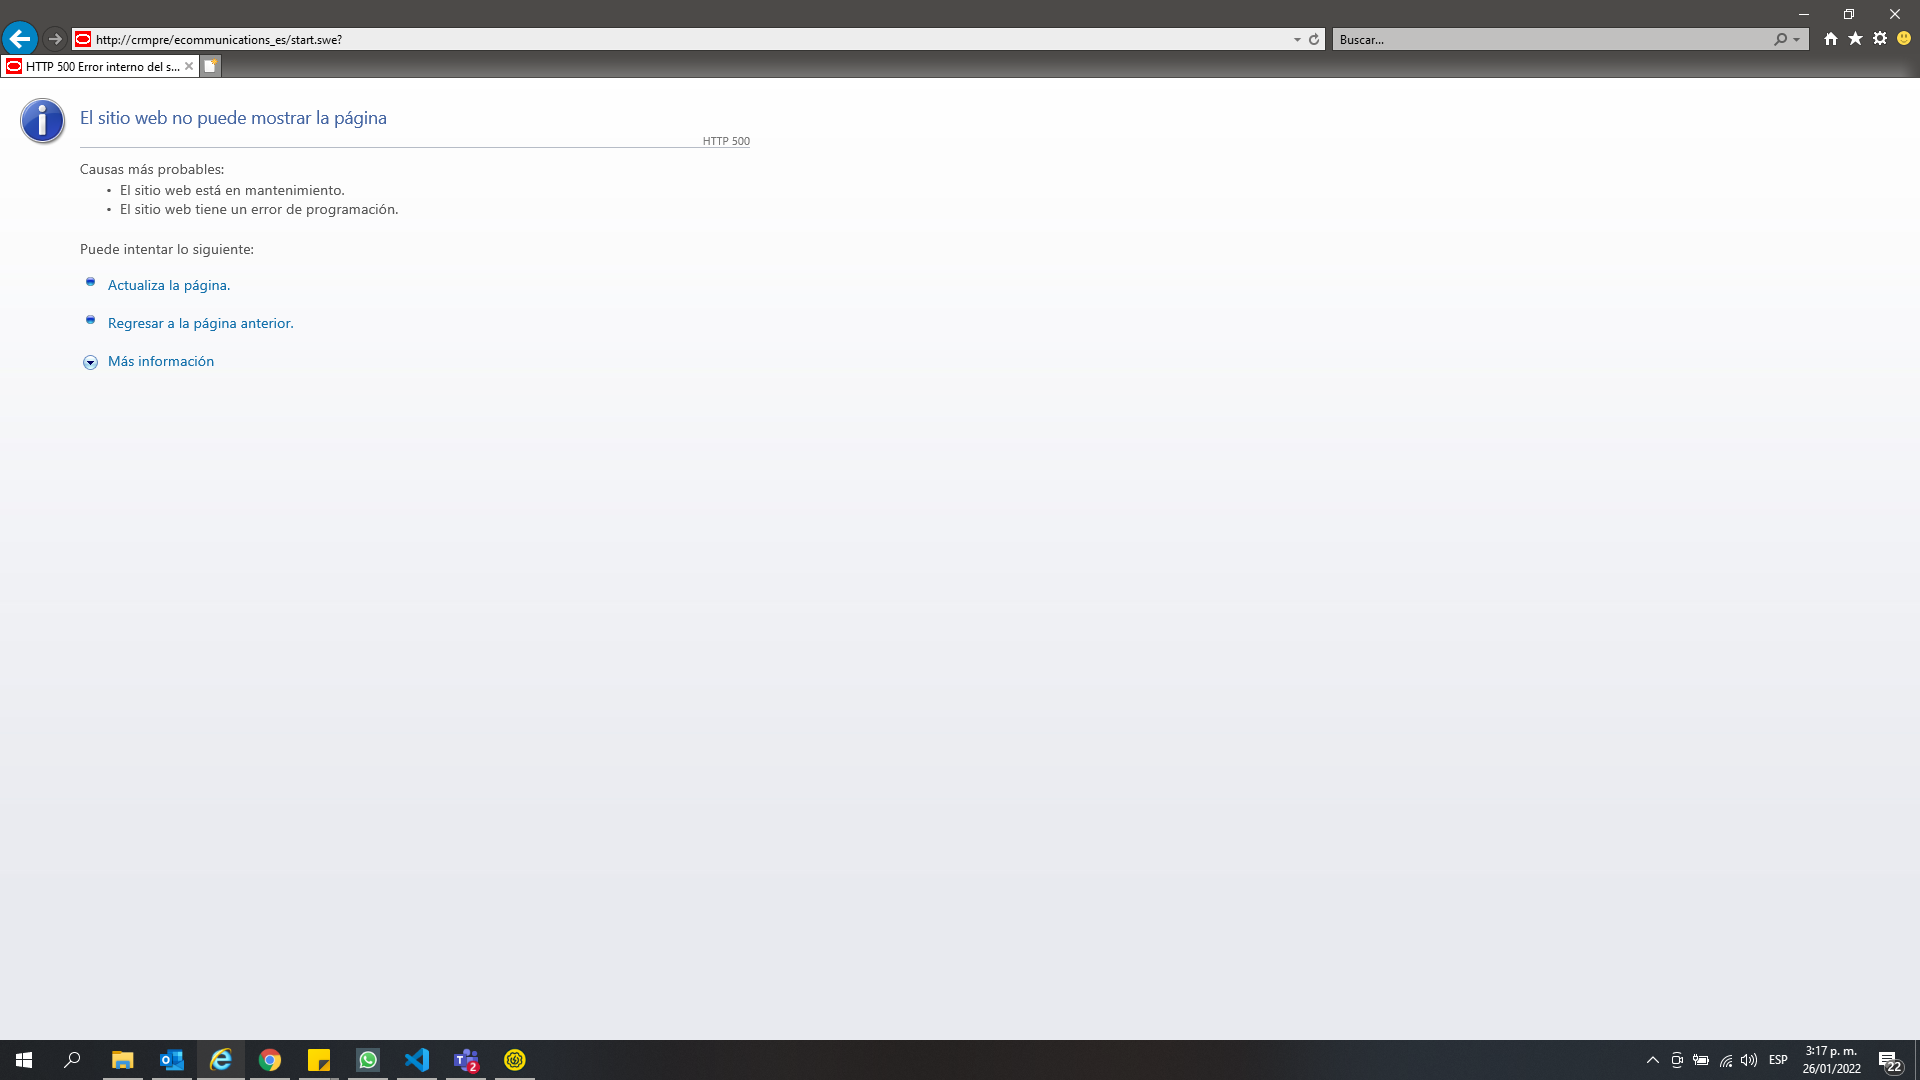 http://crmpre/ecommunications_es/start.swe?
Buscar...
HTTP 500 Error interno del s...
El sitio web no puede mostrar la página
HTTP 500
Causas más probables:
• El sitio web está en mantenimiento.
• El sitio web tiene un error de programación.
Puede intentar lo siguiente:
Actualiza la página.
Regresar a la página anterior.
Más información
2
ESP
3:17 p. m.
26/01/2022
22